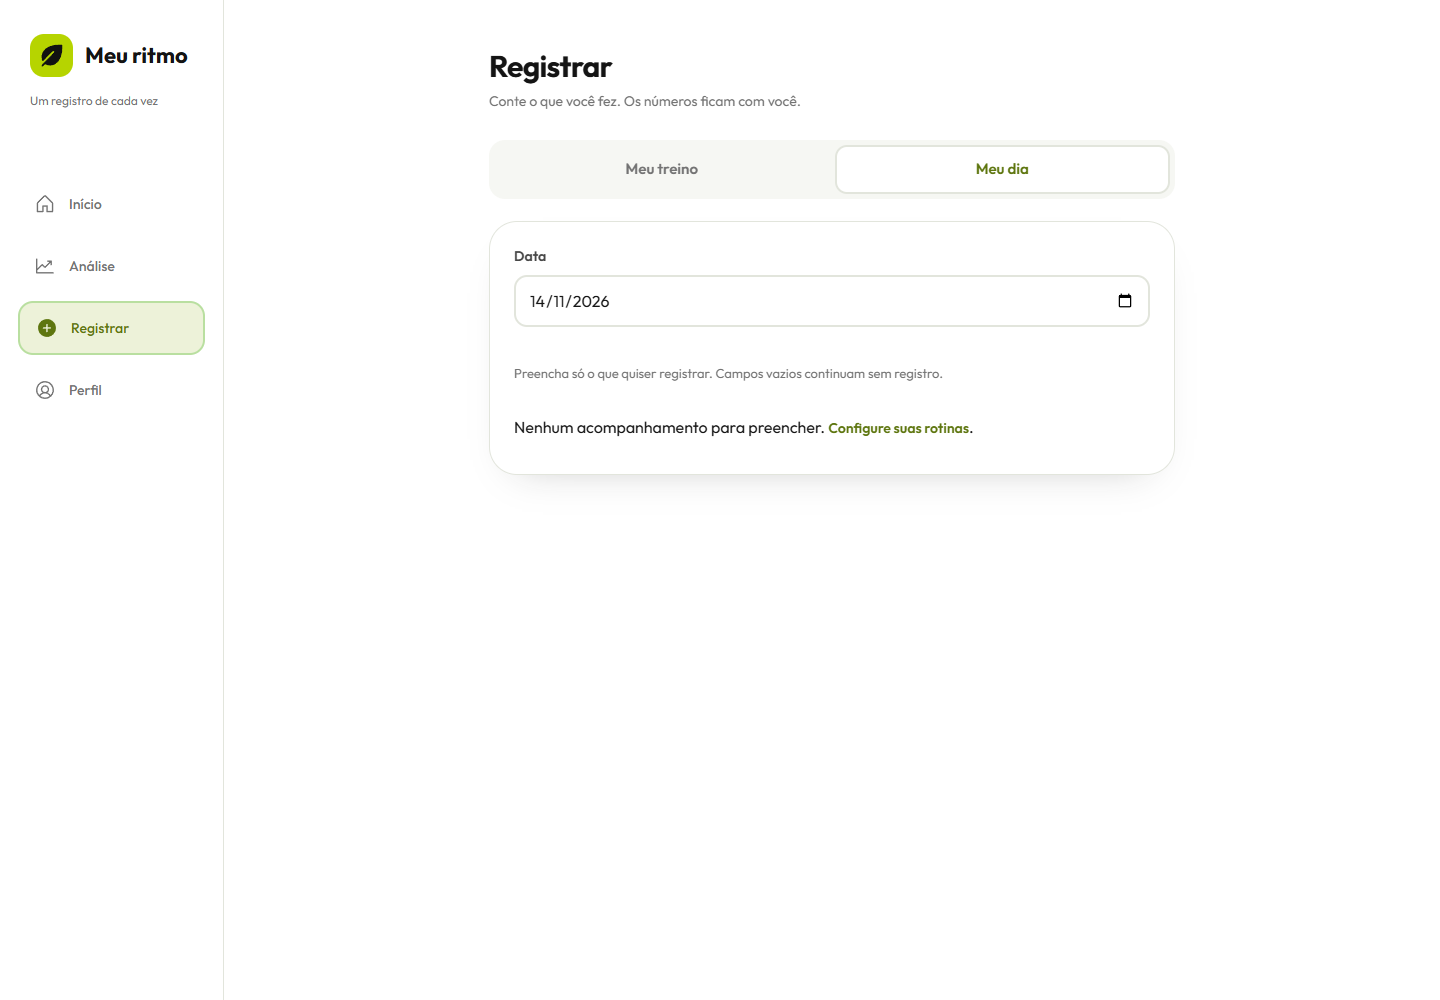 Meu ritmo
Um registro de cada vez
Início
Análise
Registrar
Perfil
Registrar
Conte o que você fez. Os números ficam com você.
Meu treino
Meu dia
Data
14/11/2026
Preencha só o que quiser registrar. Campos vazios continuam sem registro.
Nenhum acompanhamento para preencher. Configure suas rotinas.